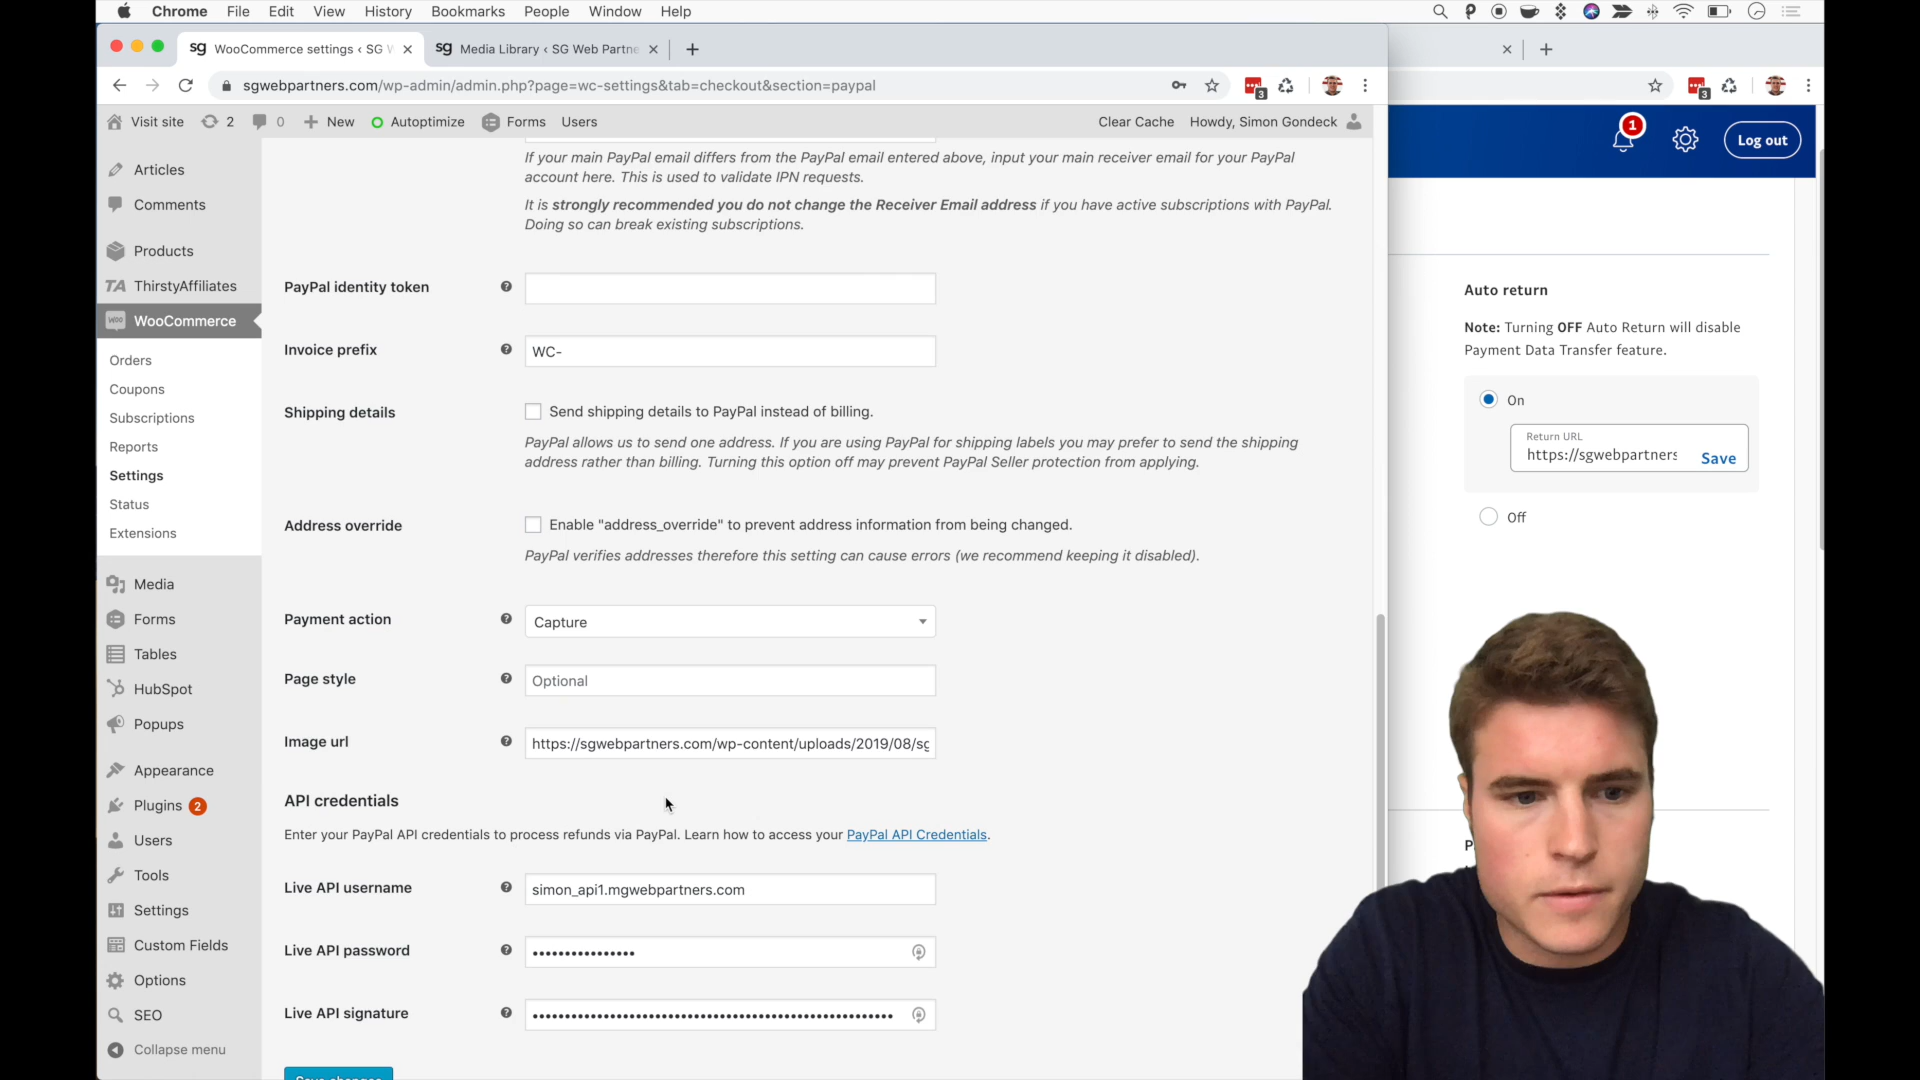 Chrome File Edit View History Bookmarks People Window Help
sg WooCommerce settings ‹ SG W
sg Media Library ‹ SG Web Partne
sgwebpartners.com/wp-admin/admin.php?page=wc-settings&tab=checkout&section=paypal
3
3
Visit site 2 0 New Autoptimize Forms Users Clear Cache Howdy, Simon Gondeck
1
Log out
Articles
Comments
Products
TA ThirstyAffiliates
woo WooCommerce
Orders
Coupons
Subscriptions
Reports
Settings
Status
Extensions
Media
Forms
Tables
HubSpot
Popups
Appearance
Plugins 2
Users
Tools
Settings
Custom Fields
Options
SEO
Collapse menu
If your main PayPal email differs from the PayPal email entered above, input your main receiver email for your PayPal
account here. This is used to validate IPN requests.
It is strongly recommended you do not change the Receiver Email address if you have active subscriptions with PayPal.
Doing so can break existing subscriptions.
PayPal identity token
Invoice prefix WC-
Shipping details Send shipping details to PayPal instead of billing.
PayPal allows us to send one address. If you are using PayPal for shipping labels you may prefer to send the shipping
address rather than billing. Turning this option off may prevent PayPal Seller protection from applying.
Address override Enable "address_override" to prevent address information from being changed.
PayPal verifies addresses therefore this setting can cause errors (we recommend keeping it disabled).
Payment action Capture
Page style Optional
Image url https://sgwebpartners.com/wp-content/uploads/2019/08/sg
API credentials
Enter your PayPal API credentials to process refunds via PayPal. Learn how to access your PayPal API Credentials.
Live API username simon_api1.mgwebpartners.com
Live API password
Live API signature
Save changes
Auto return
Note: Turning OFF Auto Return will disable
Payment Data Transfer feature.
On
Return URL
https://sgwebpartners
Save
Off